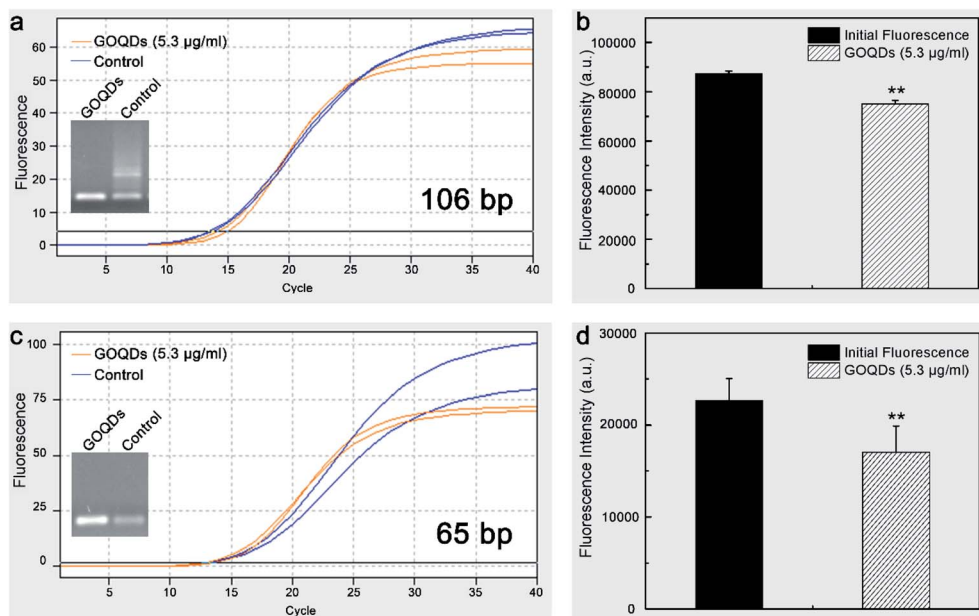 a
GOQDs (5.3 µg/ml)
Control
GOQDs
Control
106 bp
60
50
40
30
20
10
0
Fluorescence
5
10
15
20
25
30
35
40
Cycle
b
Initial Fluorescence
GOQDs (5.3 µg/ml)
**
100000
80000
60000
40000
20000
0
Fluorescence Intensity (a.u.)
c
GOQDs (5.3 µg/ml)
Control
GOQDs
Control
65 bp
100
75
50
25
0
Fluorescence
5
10
15
20
25
30
35
40
Cycle
d
Initial Fluorescence
GOQDs (5.3 µg/ml)
**
30000
20000
10000
0
Fluorescence Intensity (a.u.)